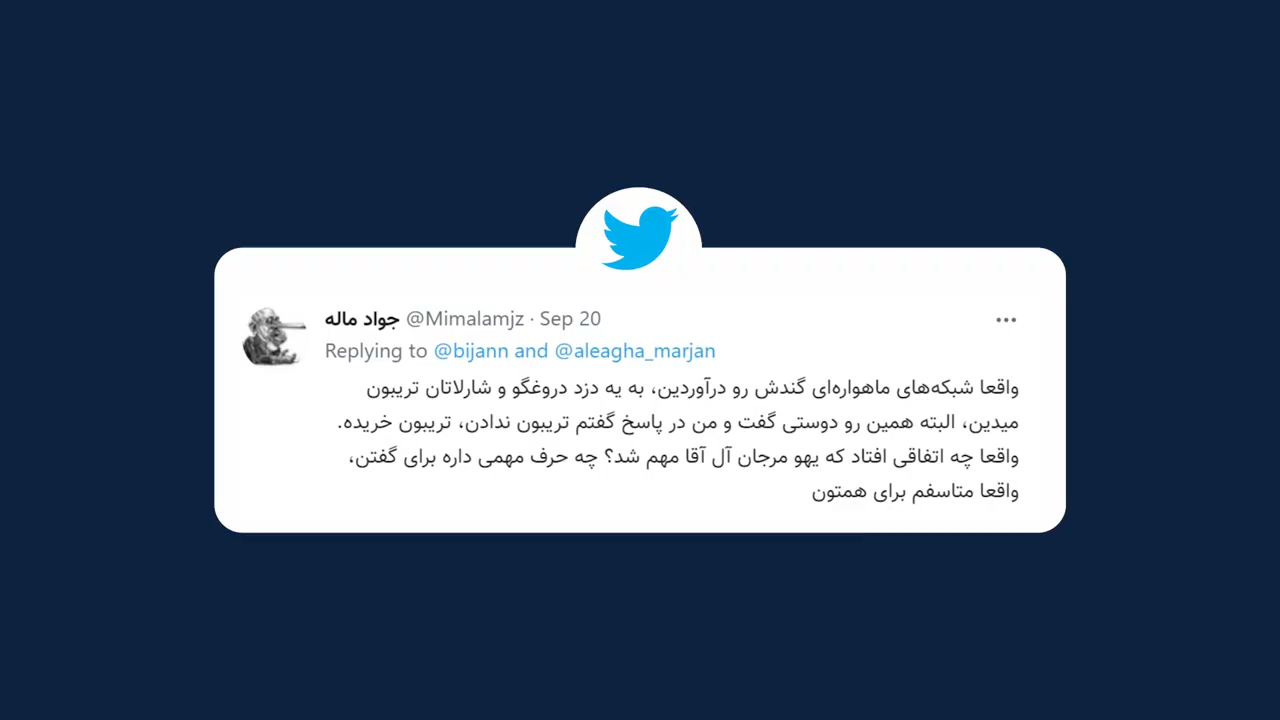 جواد ماله @Mimalamjz · Sep 20
Replying to @bijann and @aleagha_marjan
واقعا شبکه‌های ماهواره‌ای گندش رو درآوردین، به یه دزد دروغگو و شارلاتان تریبون
میدین، البته همین رو دوستی گفت و من در پاسخ گفتم تریبون ندادن، تریبون خریده.
واقعا چه اتفاقی افتاد که یهو مرجان آل آقا مهم شد؟ چه حرف مهمی داره برای گفتن،
واقعا متاسفم برای همتون